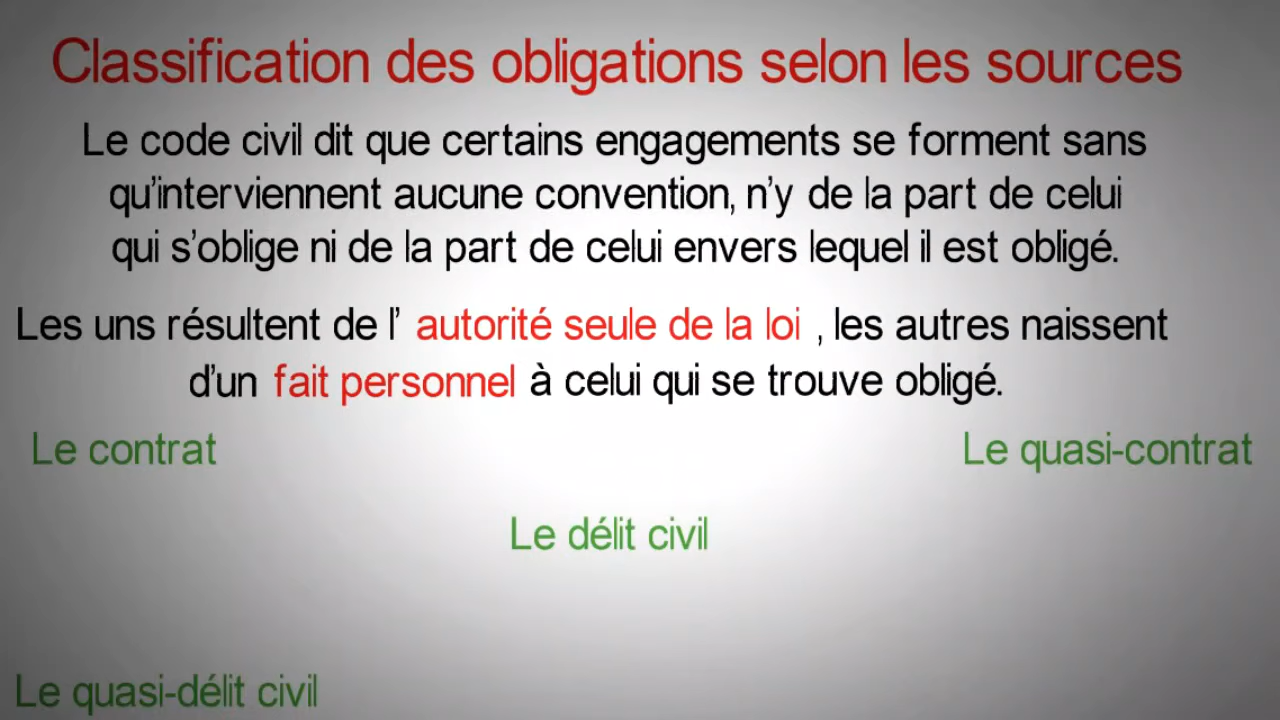 Classification des obligations selon les sources
Le code civil dit que certains engagements se forment sans
qu'interviennent aucune convention, n'y de la part de celui
qui s'oblige ni de la part de celui envers lequel il est obligé.
Les uns résultent de l' autorité seule de la loi , les autres naissent
d'un fait personnel à celui qui se trouve obligé.
Le contrat
Le quasi-contrat
Le délit civil
Le quasi-délit civil